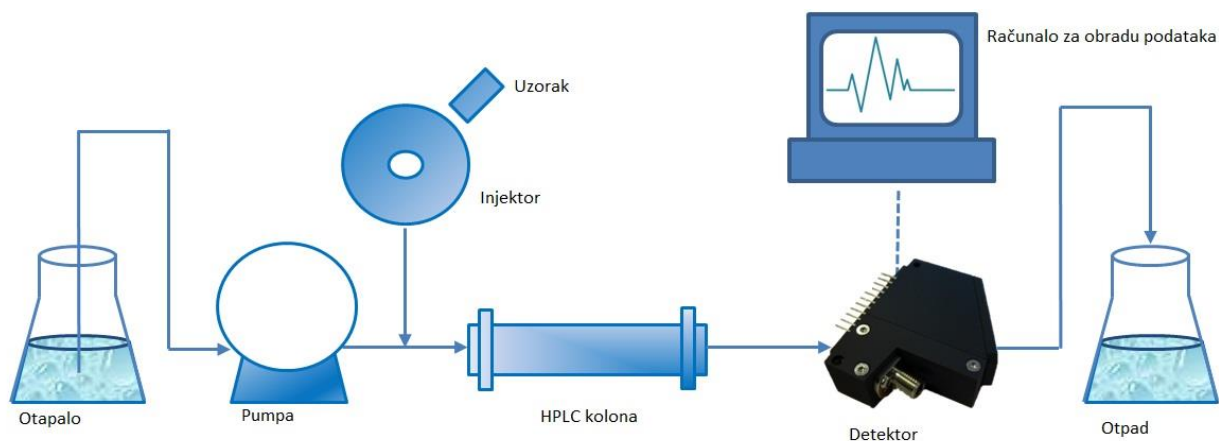 Računalo za obradu podataka
Uzorak
Injektor
Otapalo
Pumpa
HPLC kolona
Detektor
Otpad